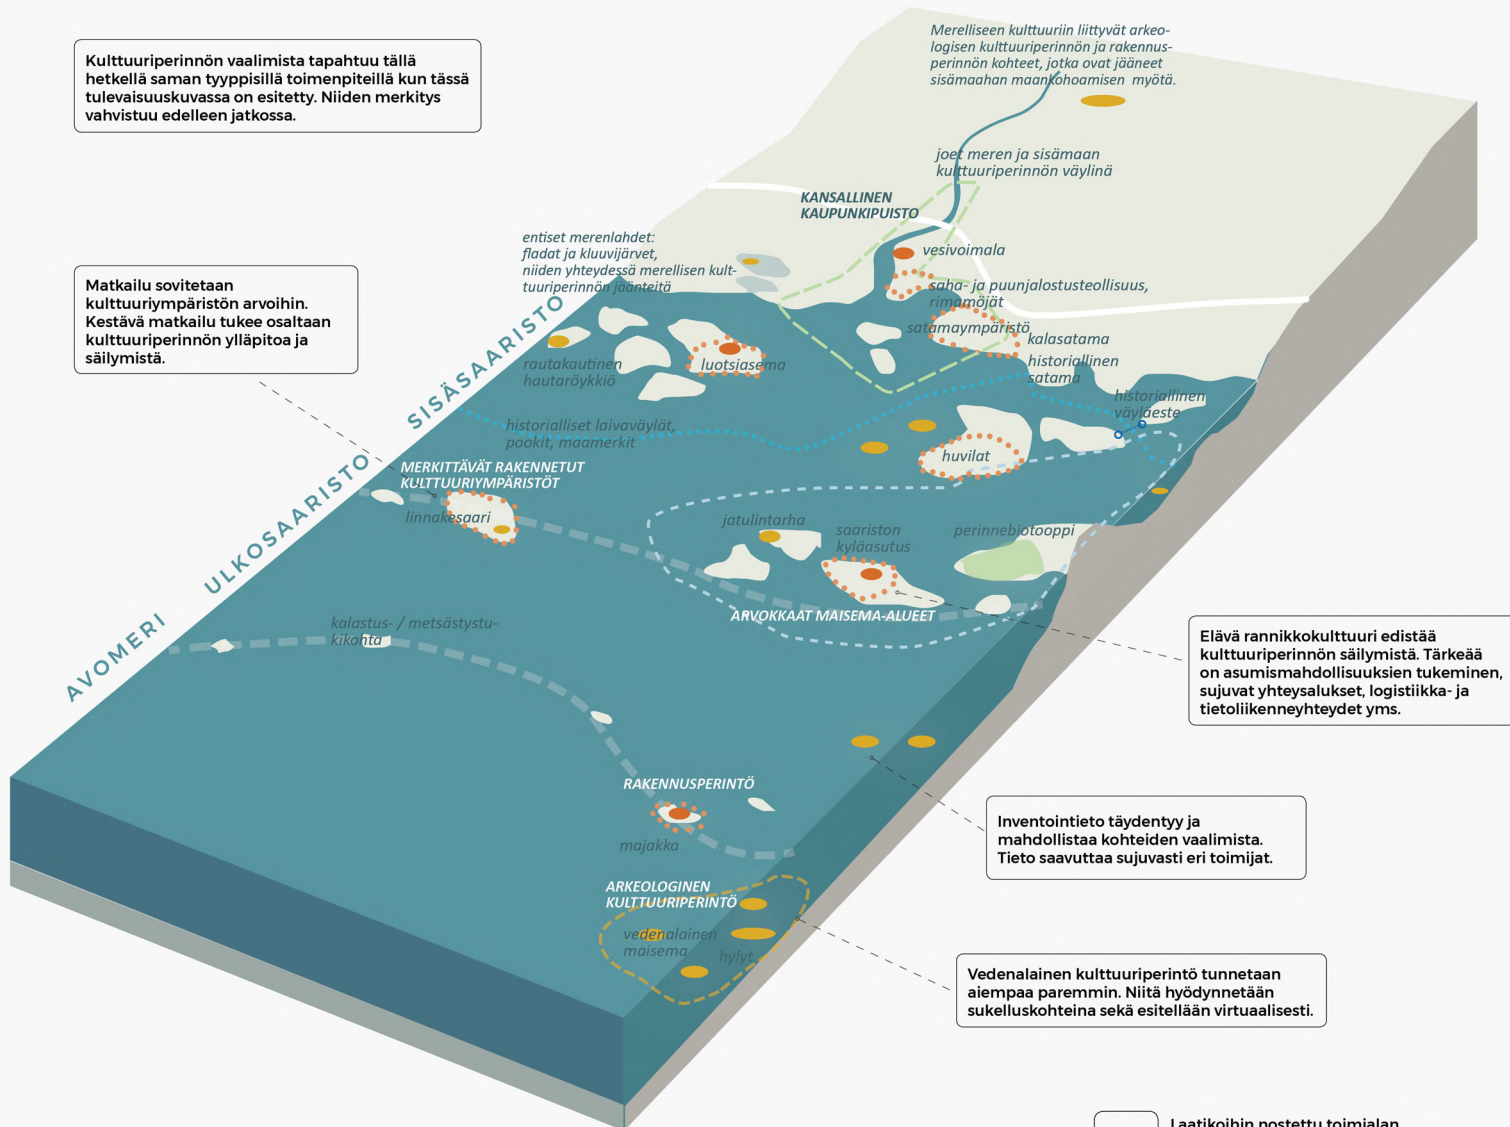 Kulttuuriperinnön vaalimista tapahtuu tällä
hetkellä saman tyyppisillä toimenpiteillä kun tässä
tulevaisuuskuvassa on esitetty. Niiden merkitys
vahvistuu edelleen jatkossa.
Merelliseen kulttuuriin liittyvät arkeo-
logisen kulttuuriperinnön ja rakennus-
perinnön kohteet, jotka ovat jääneet
sisämaahan maankohoamisen myötä.
joet meren ja sisämaan
kulttuuriperinnön väylinä
KANSALLINEN
KAUPUNKIPUISTO
entiset merenlahdet:
fladat ja kluuvijärvet,
niiden yhteydessä merellisen kult-
tuuriperinnön jäänteitä
vesivoimala
saha- ja puunjalostusteollisuus,
rimamöjät
satamaympäristö
kalasatama
historiallinen
satama
historiallinen
väyläeste
Matkailu sovitetaan
kulttuuriympäristön arvoihin.
Kestävä matkailu tukee osaltaan
kulttuuriperinnön ylläpitoa ja
säilymistä.
SISÄSAARISTO
rautakautinen
hautaröykkiö
luotsiasema
historialliset laivaväylät,
pookit, maamerkit
huvilat
ULKOSAARISTO
MERKITTÄVÄT RAKENNETUT
KULTTUURIYMPÄRISTÖT
linnakesaari
jatulintarha
saariston
kyläasutus
perinnebiotooppi
ARVOKKAAT MAISEMA-ALUEET
AVOMERI
kalastus- / metsästystu-
kikohta
Elävä rannikkokulttuuri edistää
kulttuuriperinnön säilymistä. Tärkeää
on asumismahdollisuuksien tukeminen,
sujuvat yhteysalukset, logistiikka- ja
tietoliikenneyhteydet yms.
RAKENNUSPERINTÖ
majakka
Inventointieto täydentyy ja
mahdollistaa kohteiden vaalimista.
Tieto saavuttaa sujuvasti eri toimijat.
ARKEOLOGINEN
KULTTUURIPERINTÖ
vedenalainen
maisema
hylyt
Vedenalainen kulttuuriperintö tunnetaan
aiempaa paremmin. Niitä hyödynnetään
sukelluskohteina sekä esitellään virtuaalisesti.
Laatikoihin nostettu toimialan